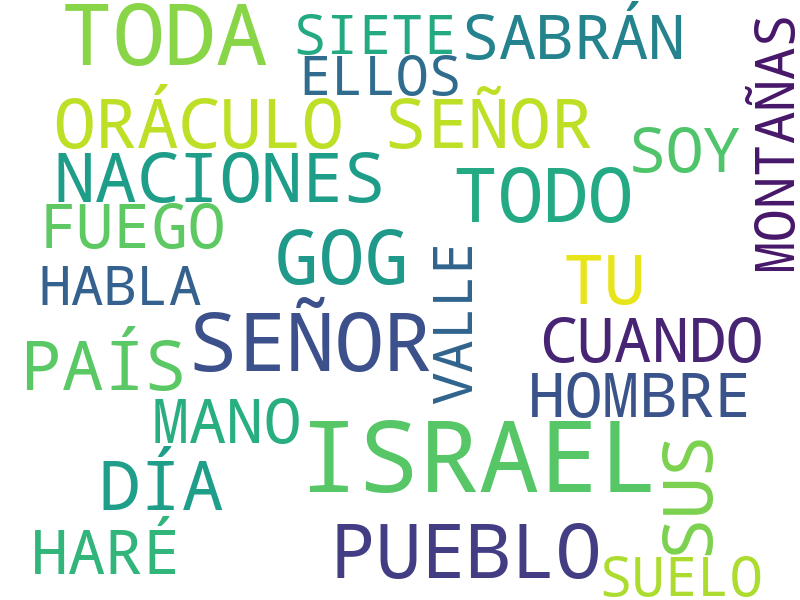 TODA
SIETE
SABRÁN
ELLOS
MONTAÑAS
ORÁCULO SEÑOR
SOY
NACIONES
TODO
FUEGO
GOG
VALLE
HABLA
TU
SEÑOR
CUANDO
PAÍS
HOMBRE
MANO
ISRAEL
SUS
DÍA
PUEBLO
HARÉ
SUELO